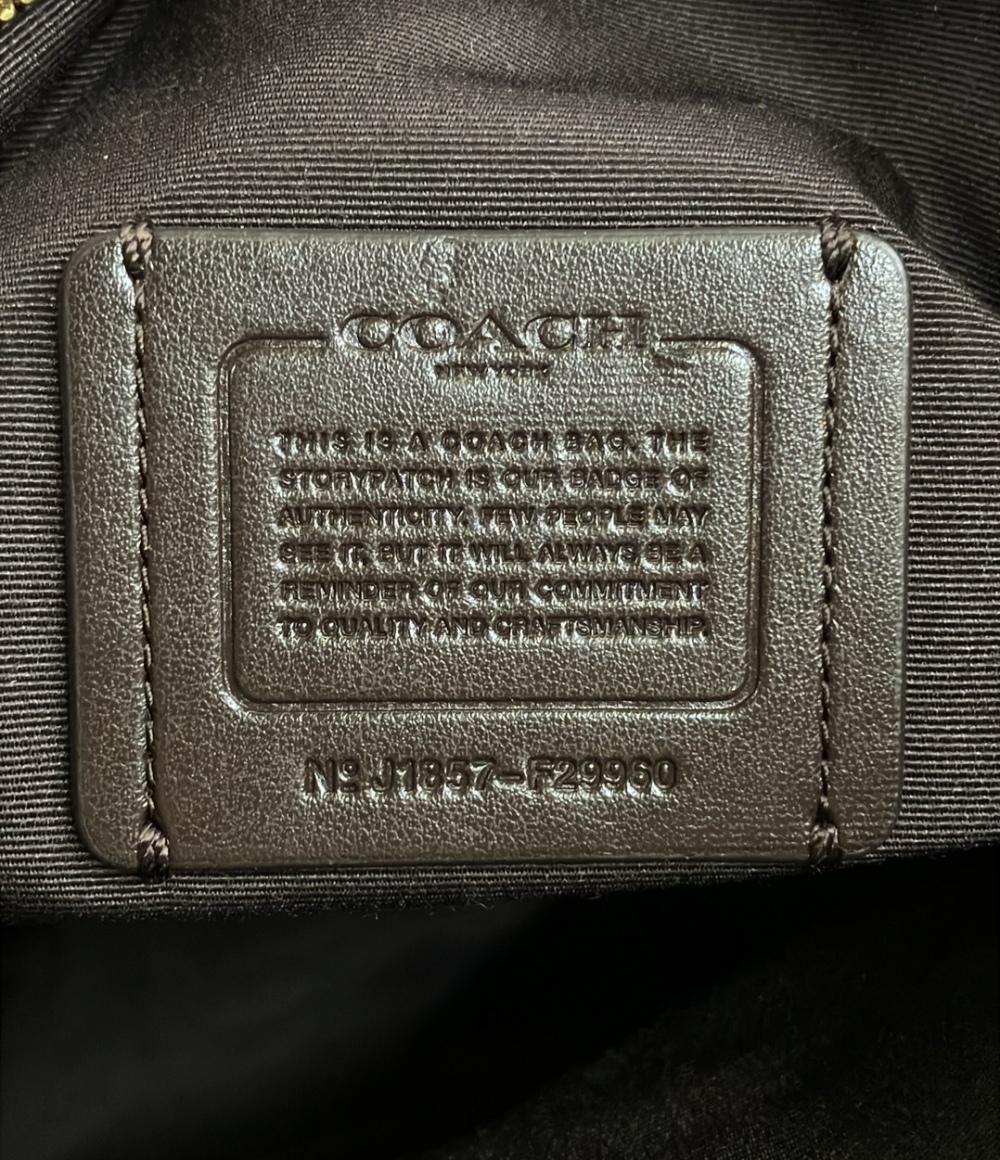 COACH
NEW YORK
THIS IS A COACH BAG. THE
STORYPATCH IS OUR BADGE OF
AUTHENTICITY. FEW PEOPLE MAY
SEE IT, BUT IT WILL ALWAYS BE A
REMINDER OF OUR COMMITMENT
TO QUALITY AND CRAFTSMANSHIP.
Nº J1857-F29960